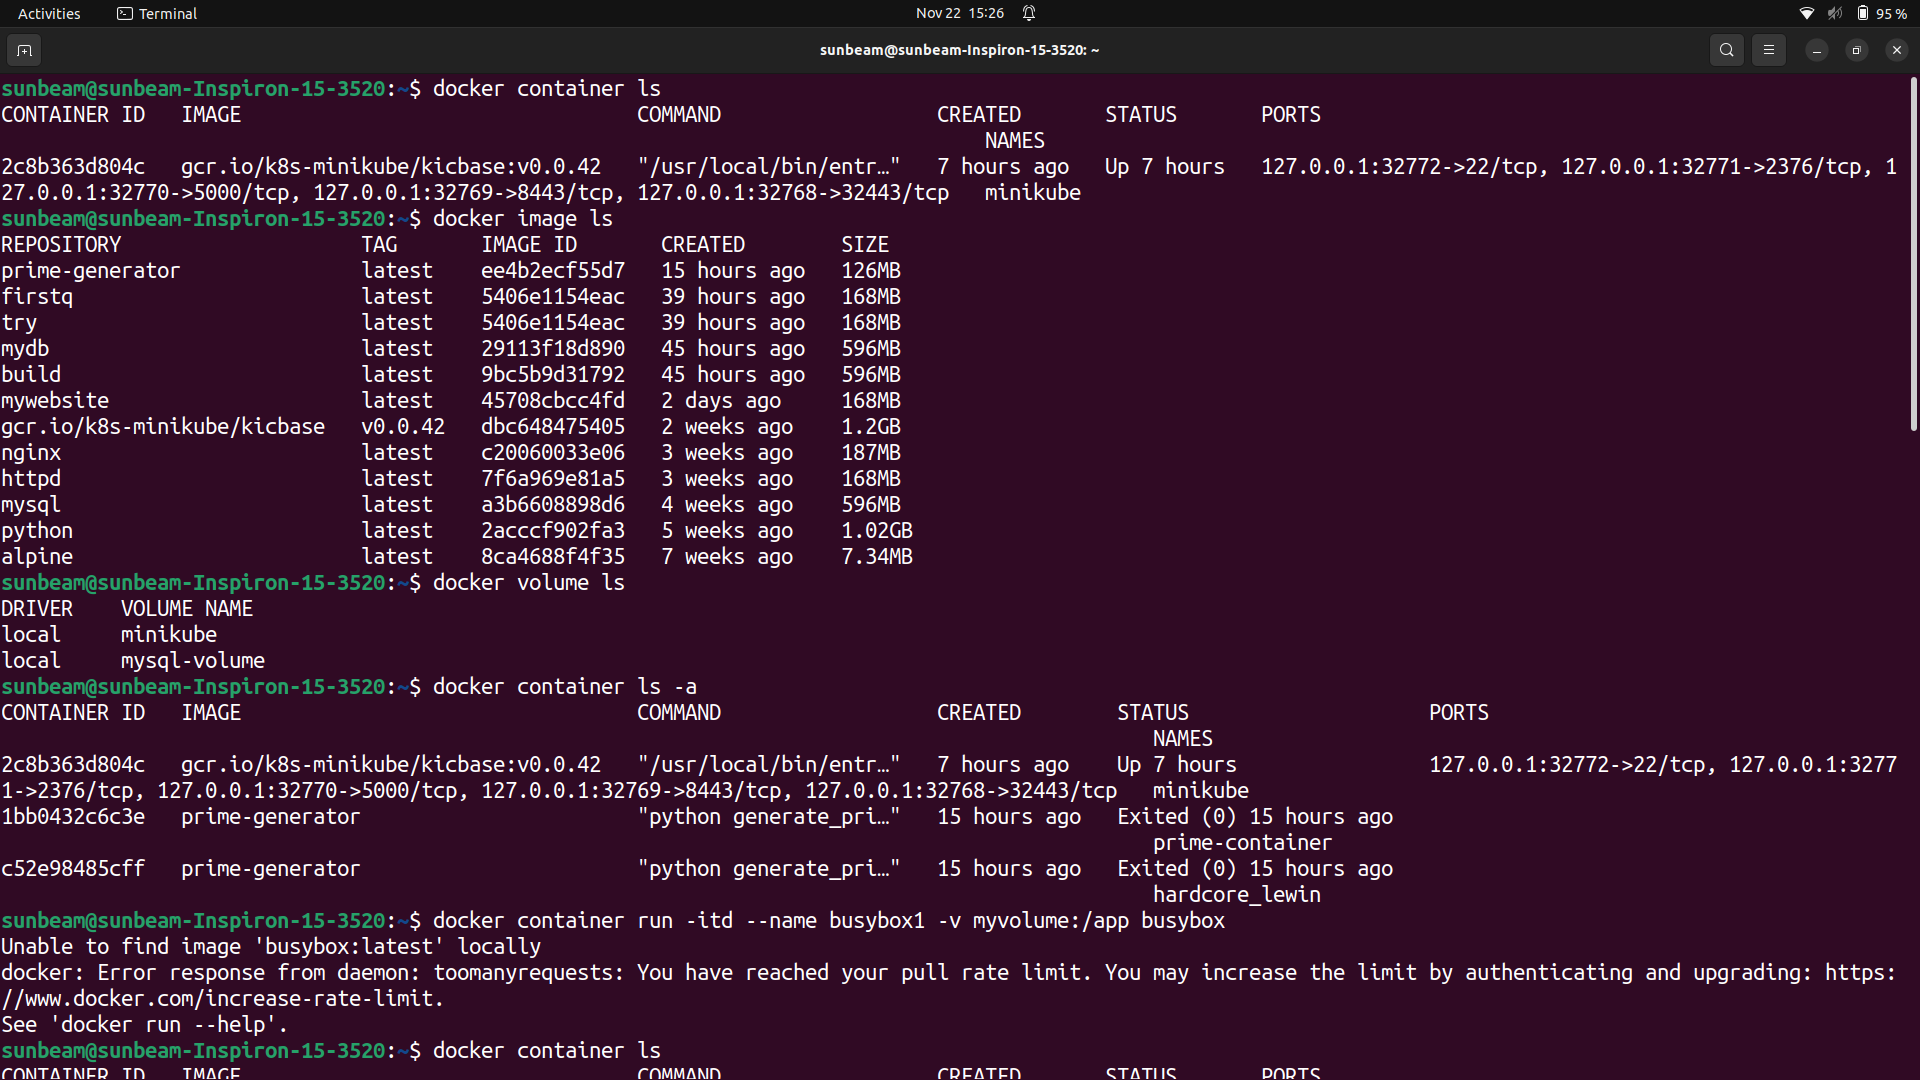 Activities Terminal Nov 22 15:26 95 %
sunbeam@sunbeam-Inspiron-15-3520: ~
sunbeam@sunbeam-Inspiron-15-3520:~$ docker container ls
CONTAINER ID   IMAGE                                 COMMAND                  CREATED       STATUS       PORTS
NAMES
2c8b363d804c   gcr.io/k8s-minikube/kicbase:v0.0.42   "/usr/local/bin/entr…"   7 hours ago   Up 7 hours   127.0.0.1:32772->22/tcp, 127.0.0.1:32771->2376/tcp, 1
27.0.0.1:32770->5000/tcp, 127.0.0.1:32769->8443/tcp, 127.0.0.1:32768->32443/tcp   minikube
sunbeam@sunbeam-Inspiron-15-3520:~$ docker image ls
REPOSITORY                    TAG       IMAGE ID       CREATED        SIZE
prime-generator               latest    ee4b2ecf55d7   15 hours ago   126MB
firstq                        latest    5406e1154eac   39 hours ago   168MB
try                           latest    5406e1154eac   39 hours ago   168MB
mydb                          latest    29113f18d890   45 hours ago   596MB
build                         latest    9bc5b9d31792   45 hours ago   596MB
mywebsite                     latest    45708cbcc4fd   2 days ago     168MB
gcr.io/k8s-minikube/kicbase   v0.0.42   dbc648475405   2 weeks ago    1.2GB
nginx                         latest    c20060033e06   3 weeks ago    187MB
httpd                         latest    7f6a969e81a5   3 weeks ago    168MB
mysql                         latest    a3b6608898d6   4 weeks ago    596MB
python                        latest    2acccf902fa3   5 weeks ago    1.02GB
alpine                        latest    8ca4688f4f35   7 weeks ago    7.34MB
sunbeam@sunbeam-Inspiron-15-3520:~$ docker volume ls
DRIVER    VOLUME NAME
local     minikube
local     mysql-volume
sunbeam@sunbeam-Inspiron-15-3520:~$ docker container ls -a
CONTAINER ID   IMAGE                                 COMMAND                  CREATED        STATUS                    PORTS
NAMES
2c8b363d804c   gcr.io/k8s-minikube/kicbase:v0.0.42   "/usr/local/bin/entr…"   7 hours ago    Up 7 hours                127.0.0.1:32772->22/tcp, 127.0.0.1:3277
1->2376/tcp, 127.0.0.1:32770->5000/tcp, 127.0.0.1:32769->8443/tcp, 127.0.0.1:32768->32443/tcp   minikube
1bb0432c6c3e   prime-generator                       "python generate_pri…"   15 hours ago   Exited (0) 15 hours ago
prime-container
c52e98485cff   prime-generator                       "python generate_pri…"   15 hours ago   Exited (0) 15 hours ago
hardcore_lewin
sunbeam@sunbeam-Inspiron-15-3520:~$ docker container run -itd --name busybox1 -v myvolume:/app busybox
Unable to find image 'busybox:latest' locally
docker: Error response from daemon: toomanyrequests: You have reached your pull rate limit. You may increase the limit by authenticating and upgrading: https:
//www.docker.com/increase-rate-limit.
See 'docker run --help'.
sunbeam@sunbeam-Inspiron-15-3520:~$ docker container ls
CONTAINER ID   IMAGE                                 COMMAND                  CREATED       STATUS       PORTS